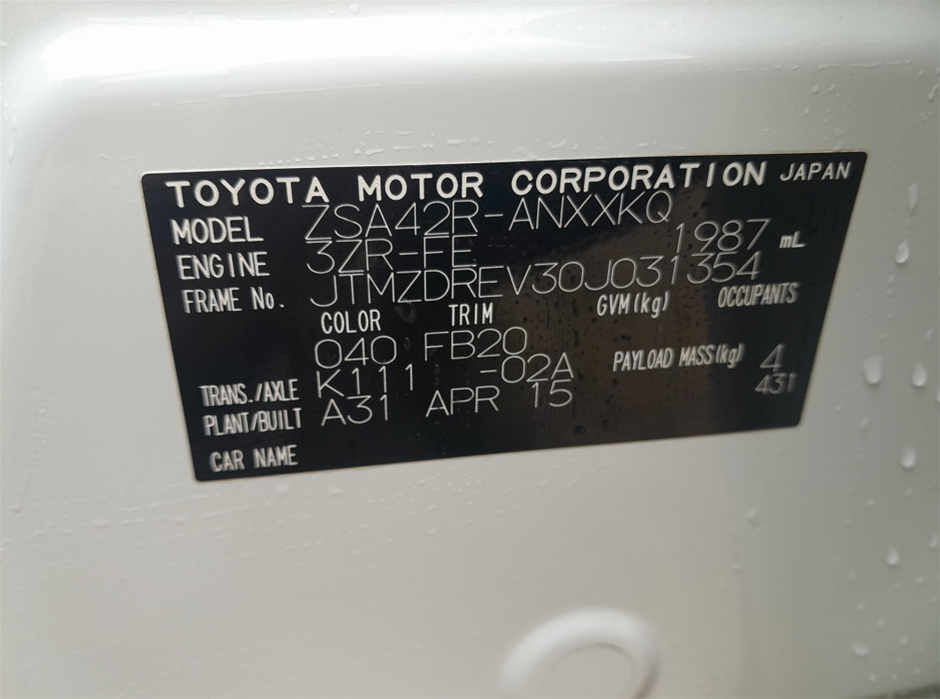 TOYOTA MOTOR CORPORATION JAPAN
MODEL ZSA42R-ANXXKQ
ENGINE 3ZR-FE 1987 mL
FRAME No. JTMZDREV30J031354
COLOR TRIM GVM(kg) OCCUPANTS
040 FB20 PAYLOAD MASS(kg) 4
TRANS./AXLE K111 -02A 431
PLANT/BUILT A31 APR 15
CAR NAME